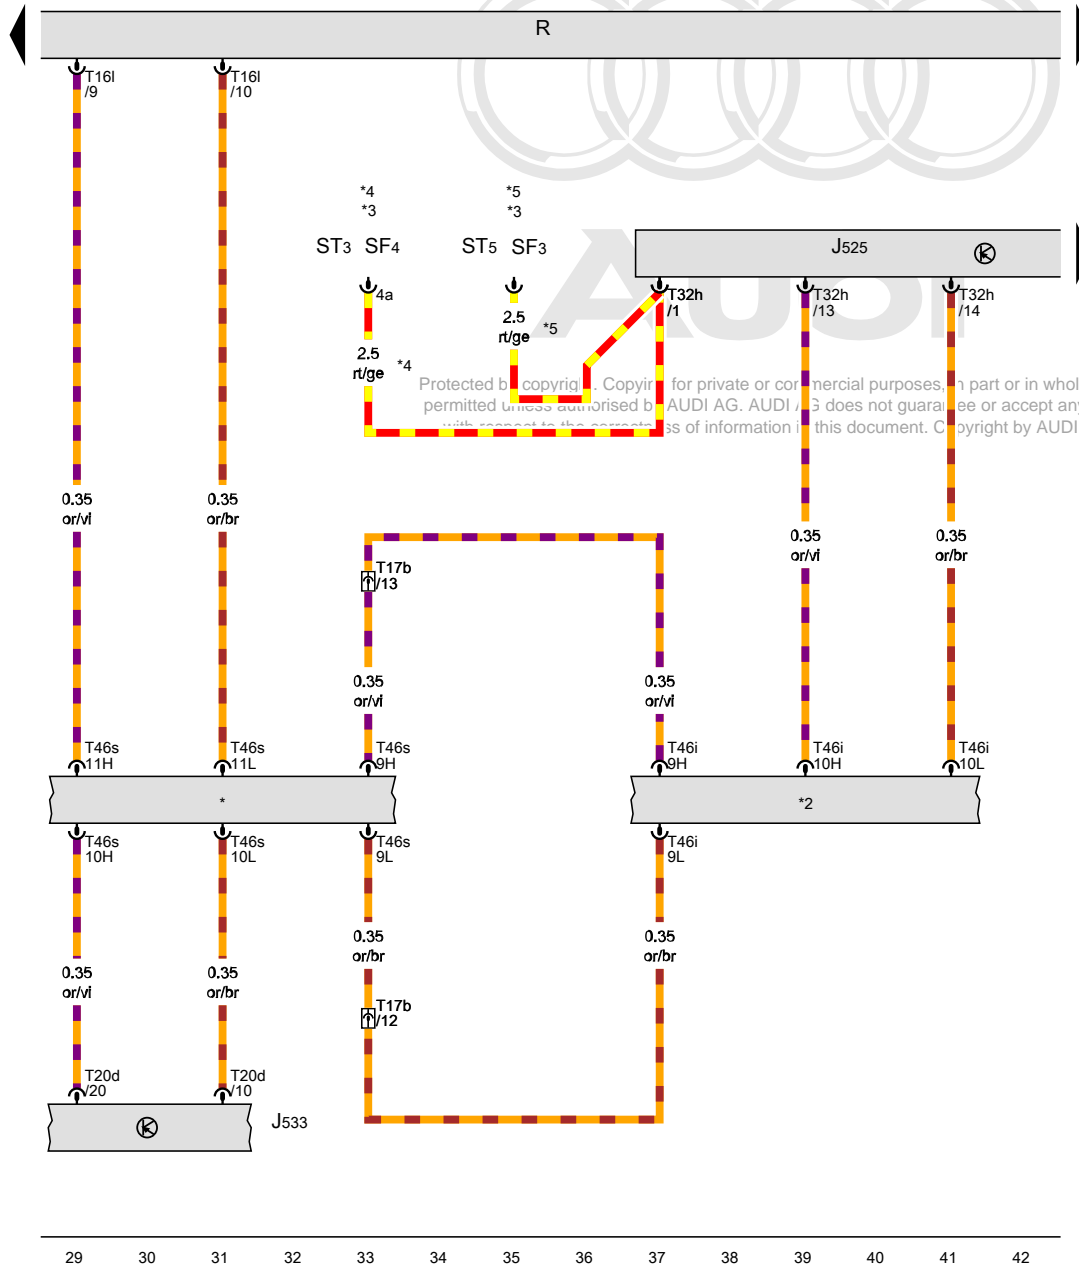 R
T16l
/9
T16l
/10
*4
*3
*5
*3
ST3 SF4
ST5 SF3
J525
4a
T32h
/1
T32h
/13
T32h
/14
2.5
rt/ge
*5
2.5
rt/ge
*4
AUDI
Protected by copyright. Copying for private or commercial purposes, in part or in whol
permitted unless authorised by AUDI AG. AUDI AG does not guarantee or accept any
with respect to the correctness of information in this document. Copyright by AUDI
0.35
or/vi
0.35
or/br
0.35
or/vi
0.35
or/br
T17b
/13
0.35
or/vi
0.35
or/vi
T46s
11H
T46s
11L
T46s
9H
T46i
9H
T46i
10H
T46i
10L
*
*2
T46s
10H
T46s
10L
T46s
9L
T46i
9L
0.35
or/br
0.35
or/br
0.35
or/vi
0.35
or/br
T17b
/12
T20d
/20
T20d
/10
J533
29 30 31 32 33 34 35 36 37 38 39 40 41 42